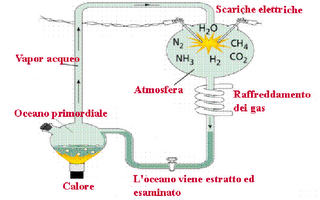 Scariche elettriche
H₂O
N₂
CH₄
NH₃
H₂
CO₂
Vapor acqueo
Atmosfera
Raffreddamento
dei gas
Oceano primordiale
Calore
L'oceano viene estratto ed
esaminato